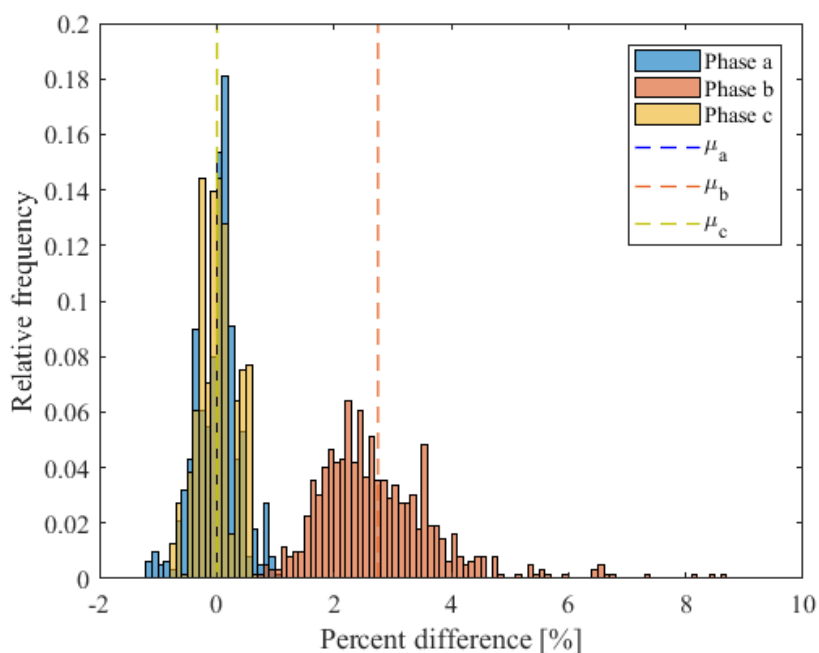 0.2
0.18
0.16
0.14
0.12
0.1
0.08
0.06
0.04
0.02
0
Relative frequency
-2
0
2
4
6
8
10
Percent difference [%]
Phase a
Phase b
Phase c
μa
μb
μc